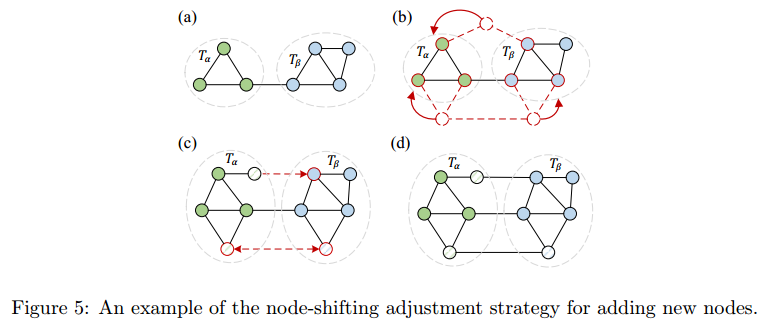 (a)
(b)
Tα
Tβ
Tα
Tβ
(c)
(d)
Tα
Tβ
Tα
Tβ
Figure 5: An example of the node-shifting adjustment strategy for adding new nodes.